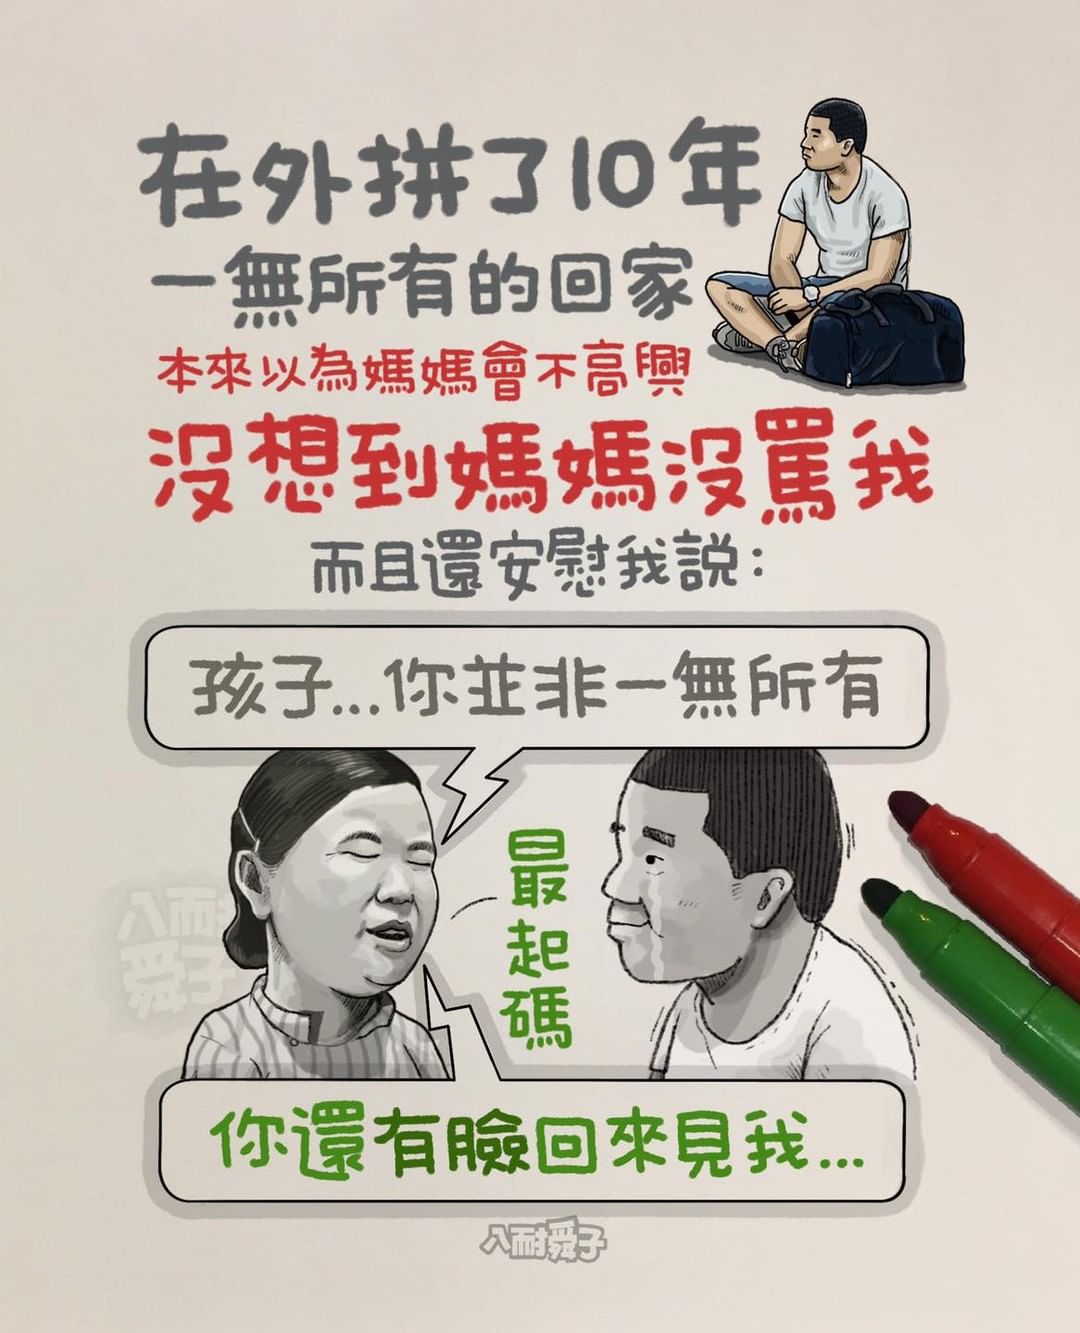 在外拼了10年
一無所有的回家
本來以為媽媽會不高興
沒想到媽媽沒罵我
而且還安慰我說：
孩子...你並非一無所有
最起碼
你還有臉回來見我...
八耐舜子
八耐舜子